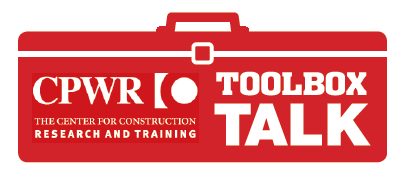 CPWR
THE CENTER FOR CONSTRUCTION
RESEARCH AND TRAINING
TOOLBOX
TALK